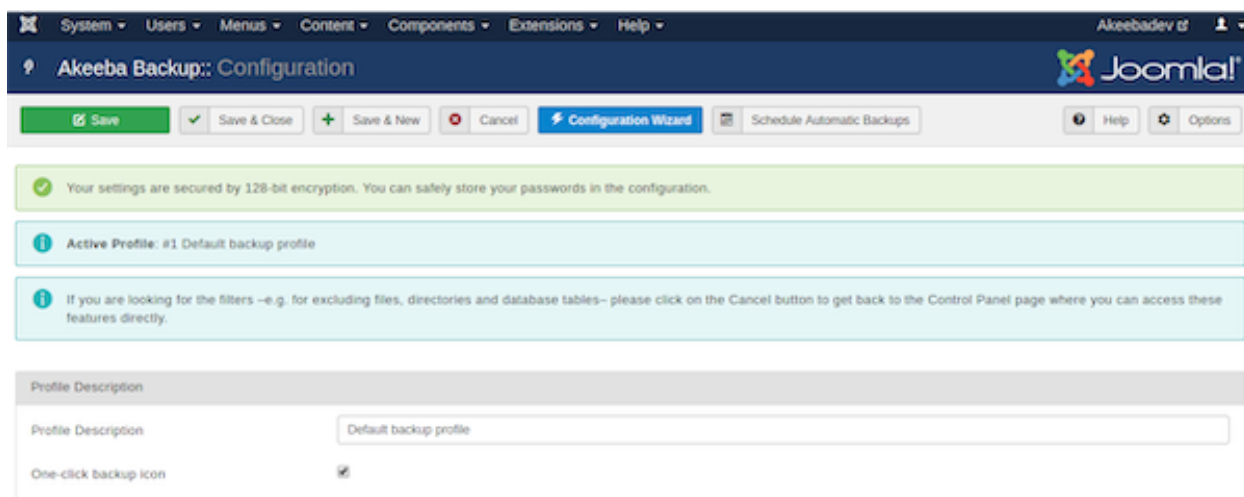 System Users Menus Content Components Extensions Help Akeebadev
Akeeba Backup:: Configuration Joomla!
Save Save & Close Save & New Cancel Configuration Wizard Schedule Automatic Backups Help Options
Your settings are secured by 128-bit encryption. You can safely store your passwords in the configuration.
Active Profile: #1 Default backup profile
If you are looking for the filters –e.g. for excluding files, directories and database tables– please click on the Cancel button to get back to the Control Panel page where you can access these
features directly.
Profile Description
Profile Description Default backup profile
One-click backup icon